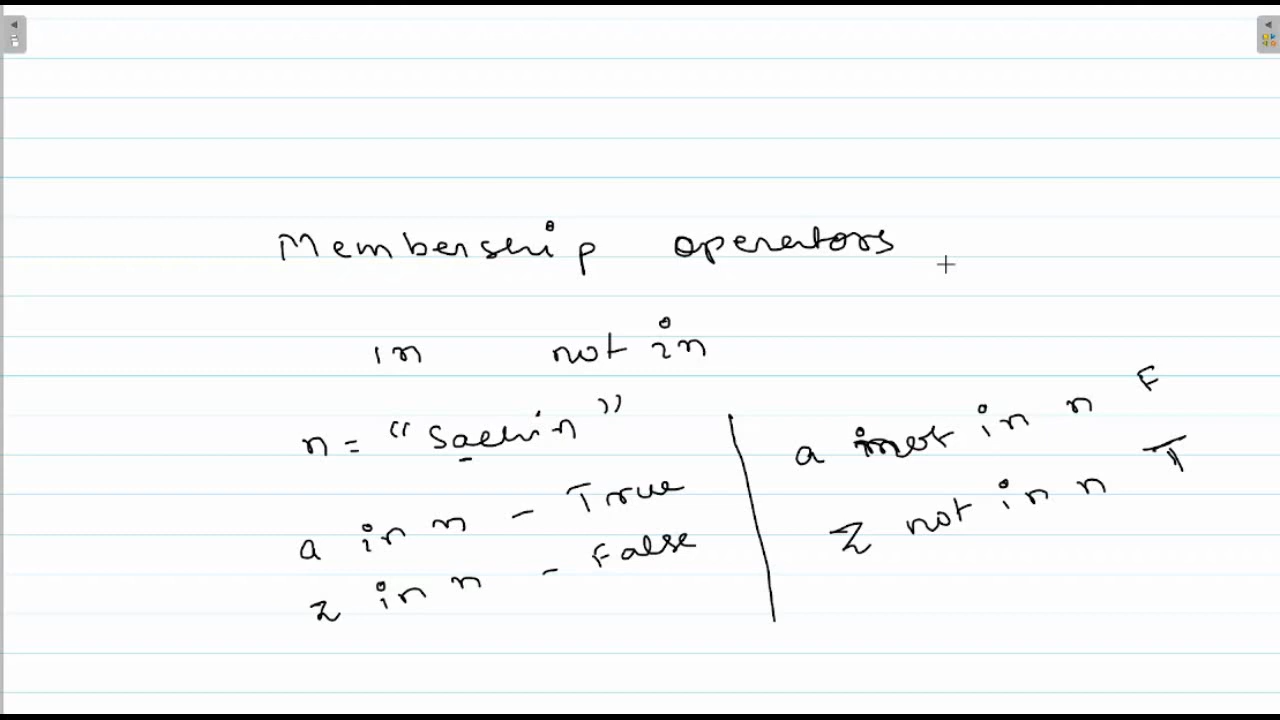 Membership operators
in not in
n = "Sachin"
a in n - True
z in n - False
a not in n F
Z not in n T